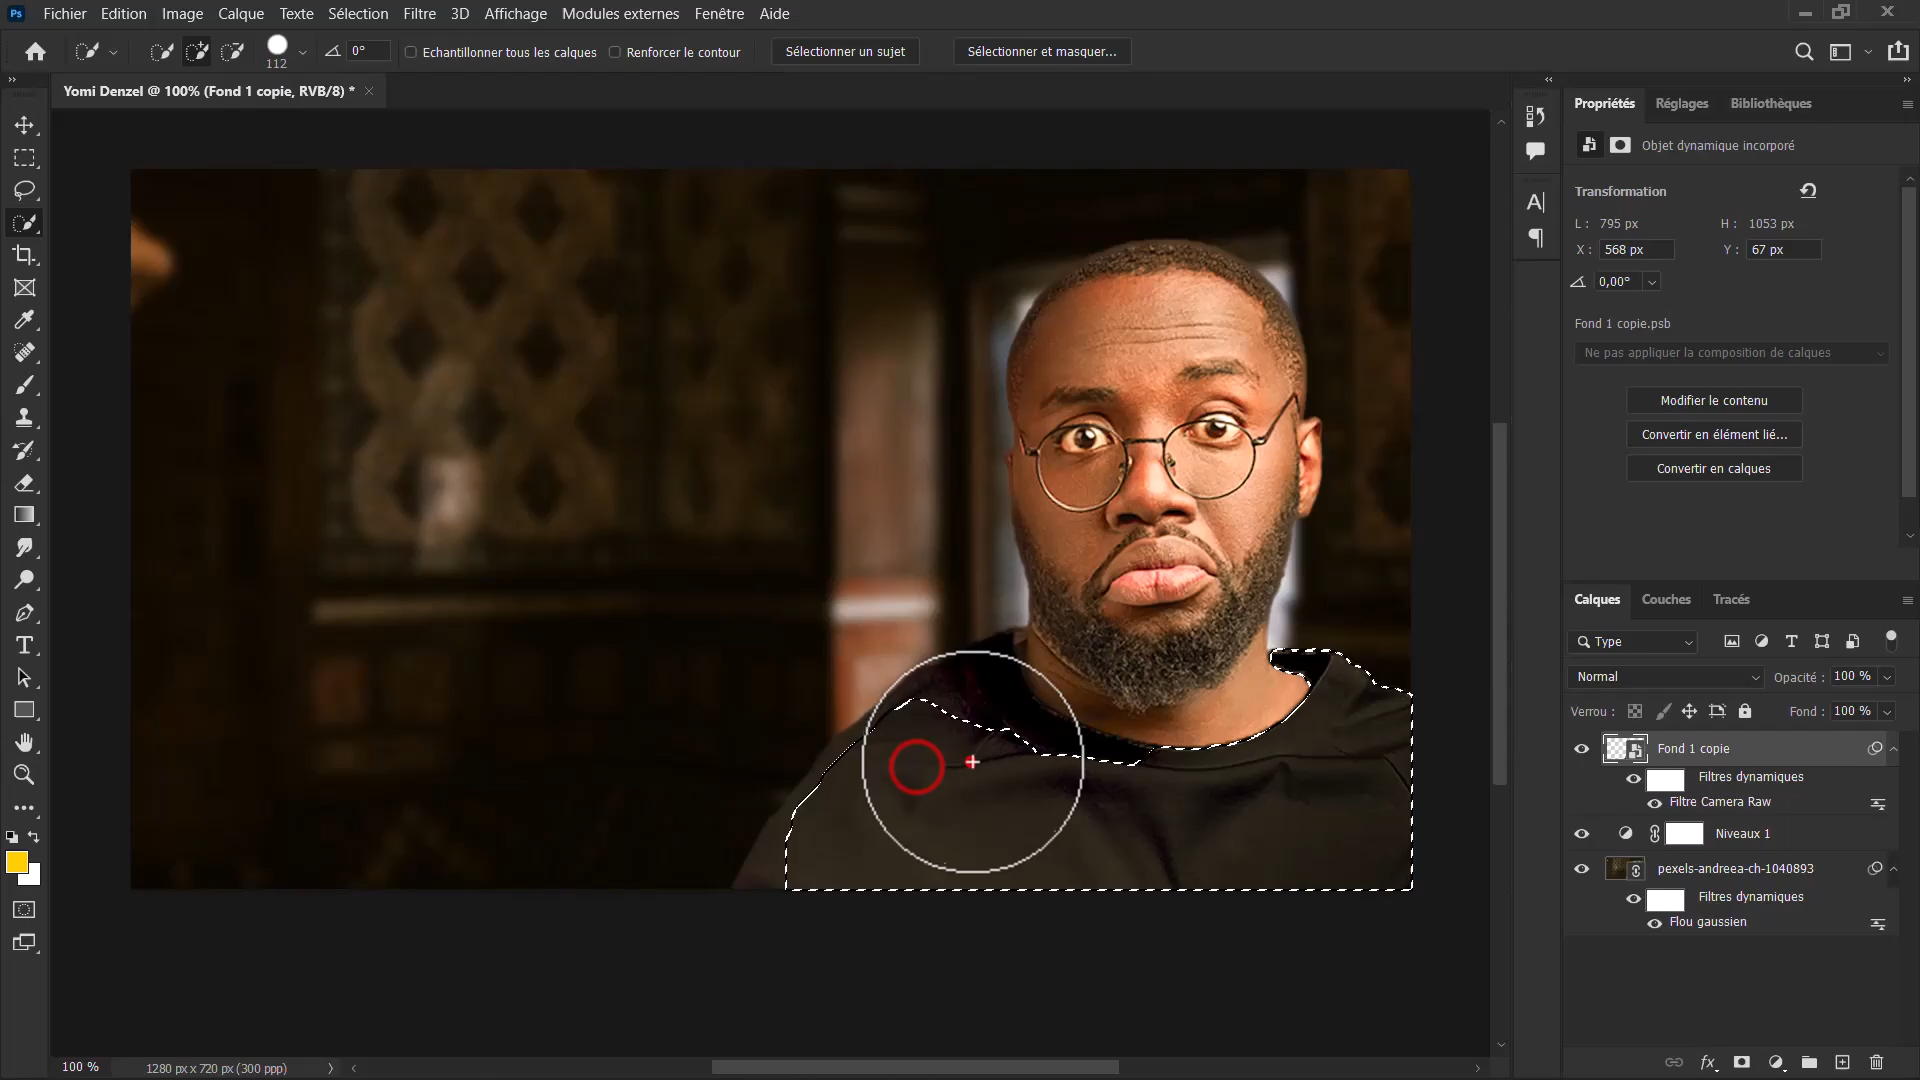 Ps
Fichier Edition Image Calque Texte Sélection Filtre 3D Affichage Modules externes Fenêtre Aide
112
0°
Echantillonner tous les calques
Renforcer le contour
Sélectionner un sujet
Sélectionner et masquer...
Yomi Denzel @ 100% (Fond 1 copie, RVB/8) *
Propriétés Réglages Bibliothèques
Objet dynamique incorporé
Transformation
L : 795 px H : 1053 px
X : 568 px Y : 67 px
0,00°
Fond 1 copie.psb
Ne pas appliquer la composition de calques
Modifier le contenu
Convertir en élément lié...
Convertir en calques
Calques Couches Tracés
Type
Normal Opacité : 100 %
Verrou : Fond : 100 %
Fond 1 copie
Filtres dynamiques
Filtre Camera Raw
Niveaux 1
pexels-andreea-ch-1040893
Filtres dynamiques
Flou gaussien
100 % 1280 px x 720 px (300 ppp)